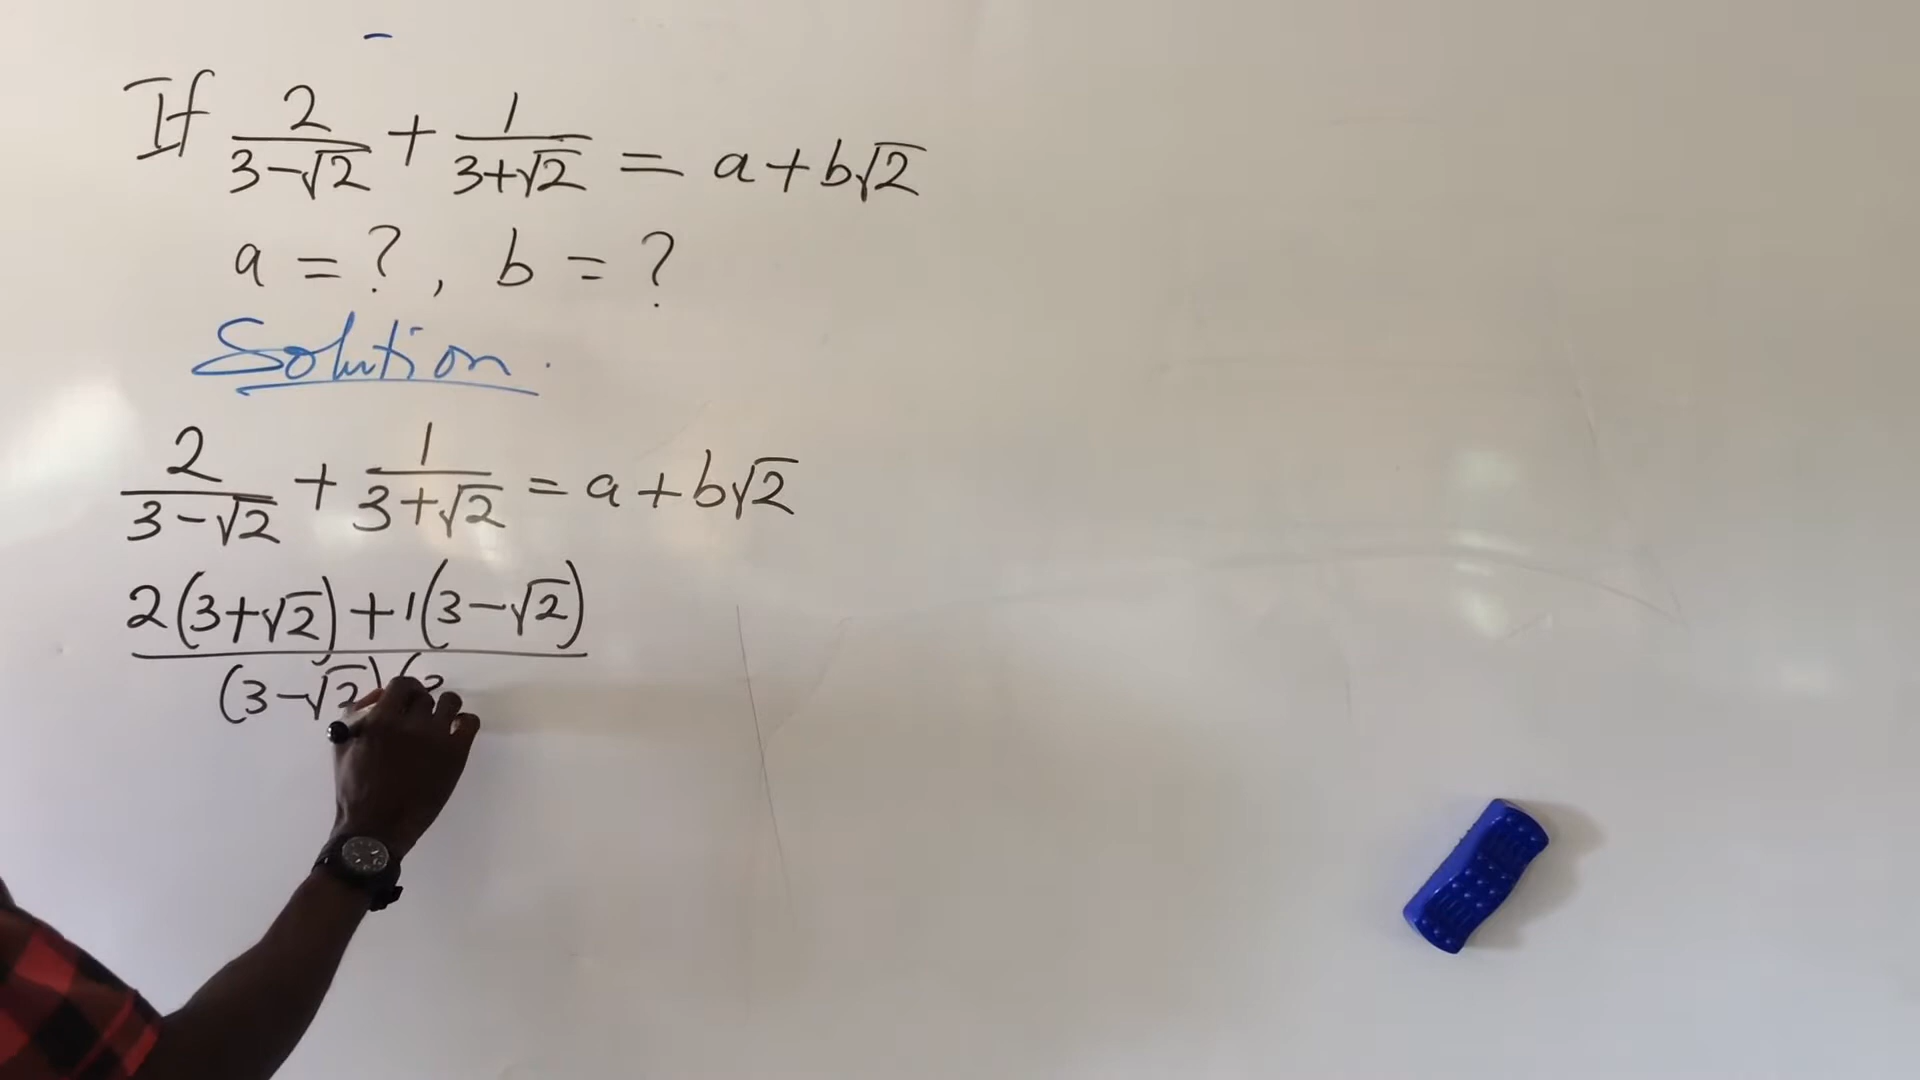 If 2/(3-√2) + 1/(3+√2) = a+b√2
a = ?, b = ?
Solution.
2/(3-√2) + 1/(3+√2) = a+b√2
2(3+√2)+1(3-√2)
(3-√2)(3